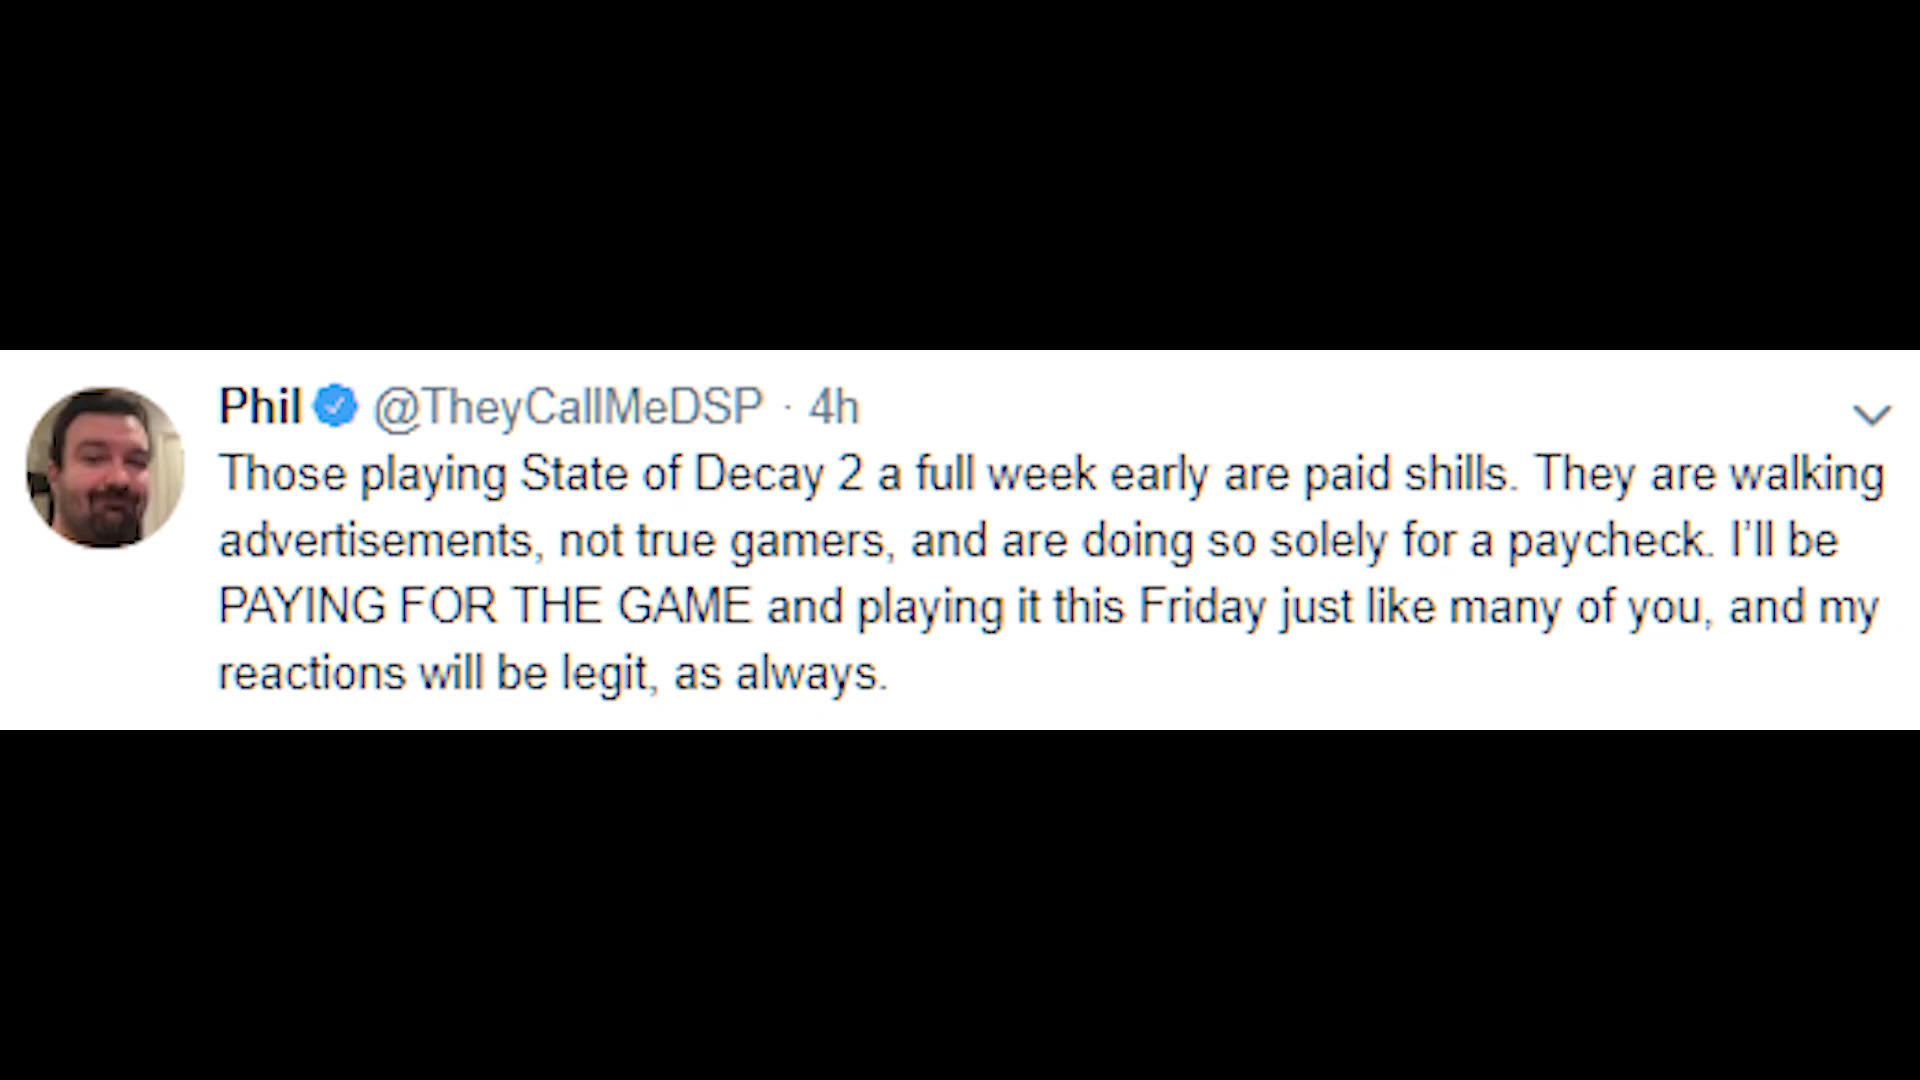 Phil @TheyCallMeDSP · 4h
Those playing State of Decay 2 a full week early are paid shills. They are walking
advertisements, not true gamers, and are doing so solely for a paycheck. I’ll be
PAYING FOR THE GAME and playing it this Friday just like many of you, and my
reactions will be legit, as always.